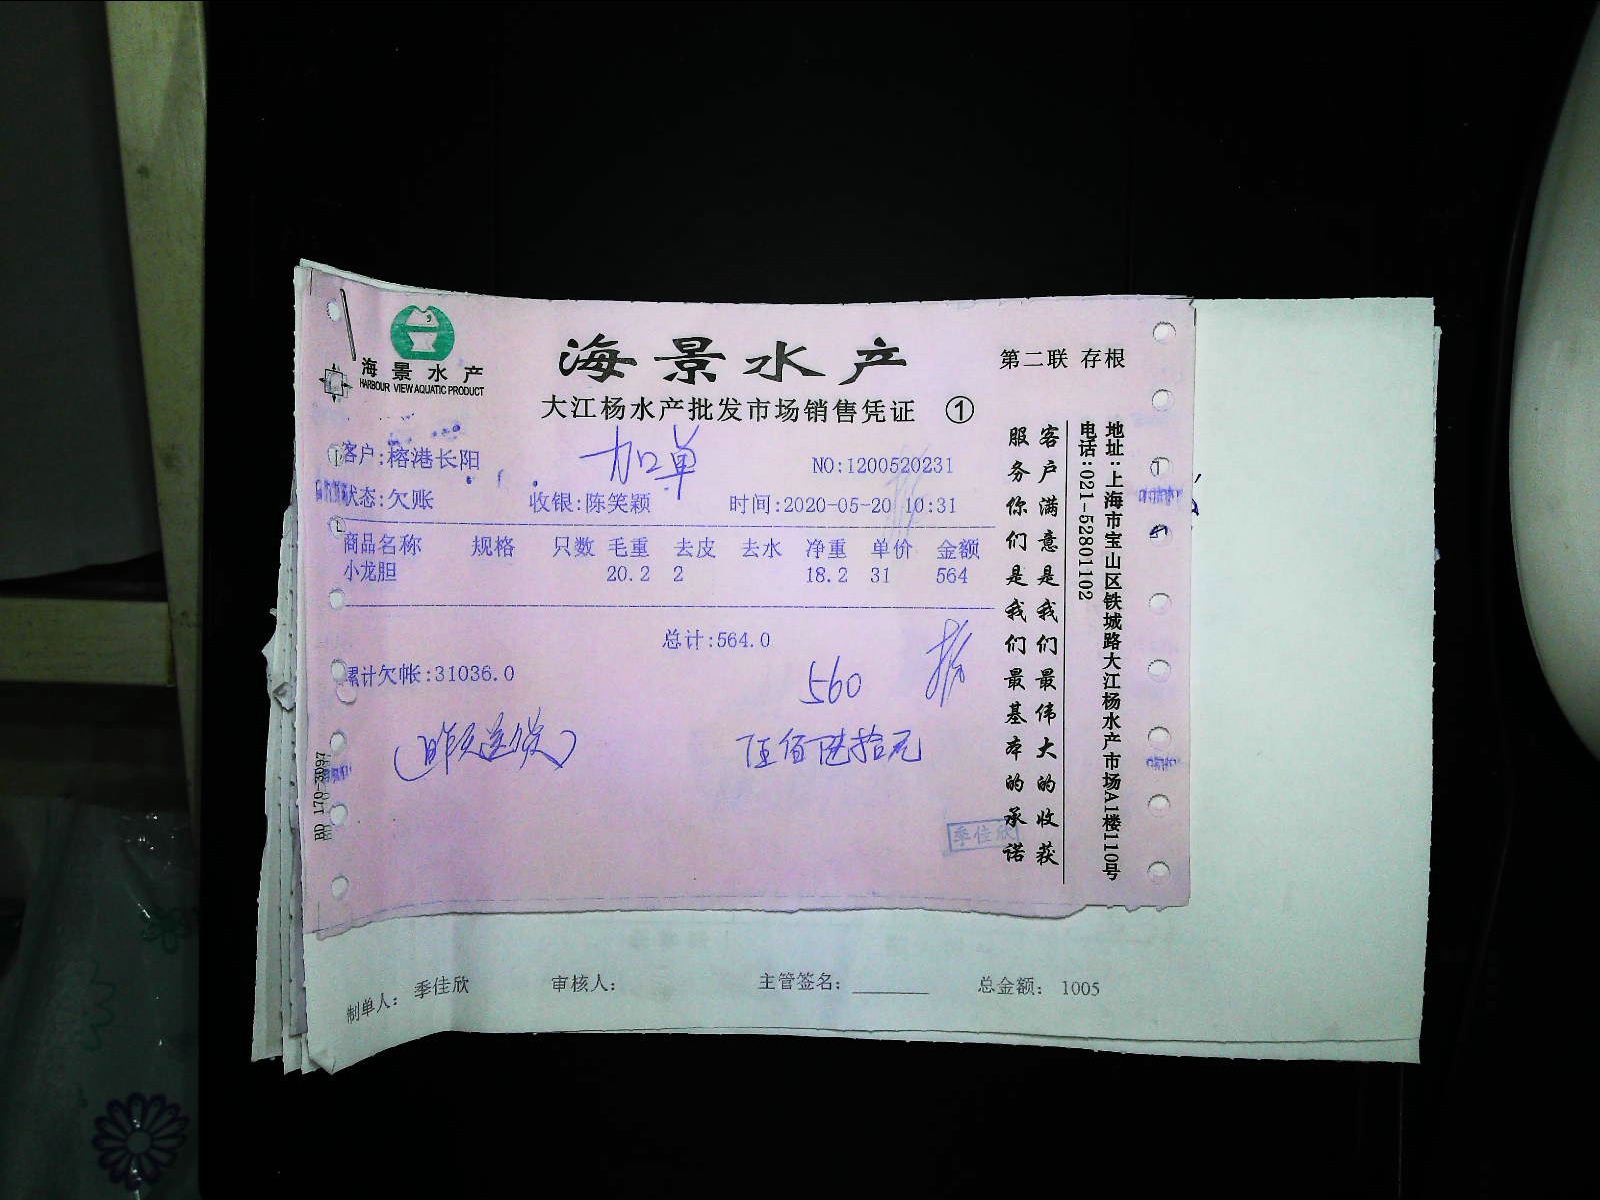 海景水产
HARBOUR VIEW AQUATIC PRODUCT
海景水产
第二联 存根
大江杨水产批发市场销售凭证 ①
加单
客户:榕港长阳
NO:1200520231
状态:欠账 收银:陈笑颖 时间:2020-05-20 10:31
商品名称 规格 只数 毛重 去皮 去水 净重 单价 金额
小龙胆 20.2 2 18.2 31 564
总计:564.0
累计欠帐:31036.0
560
伍佰陆拾元
季佳欣
客户满意是我们最伟大的收获
服务你们是我们最基本的承诺
地址:上海市宝山区铁城路大江杨水产市场A1楼110号
电话:021-52801102
制单人: 季佳欣 审核人: 主管签名: 总金额: 1005